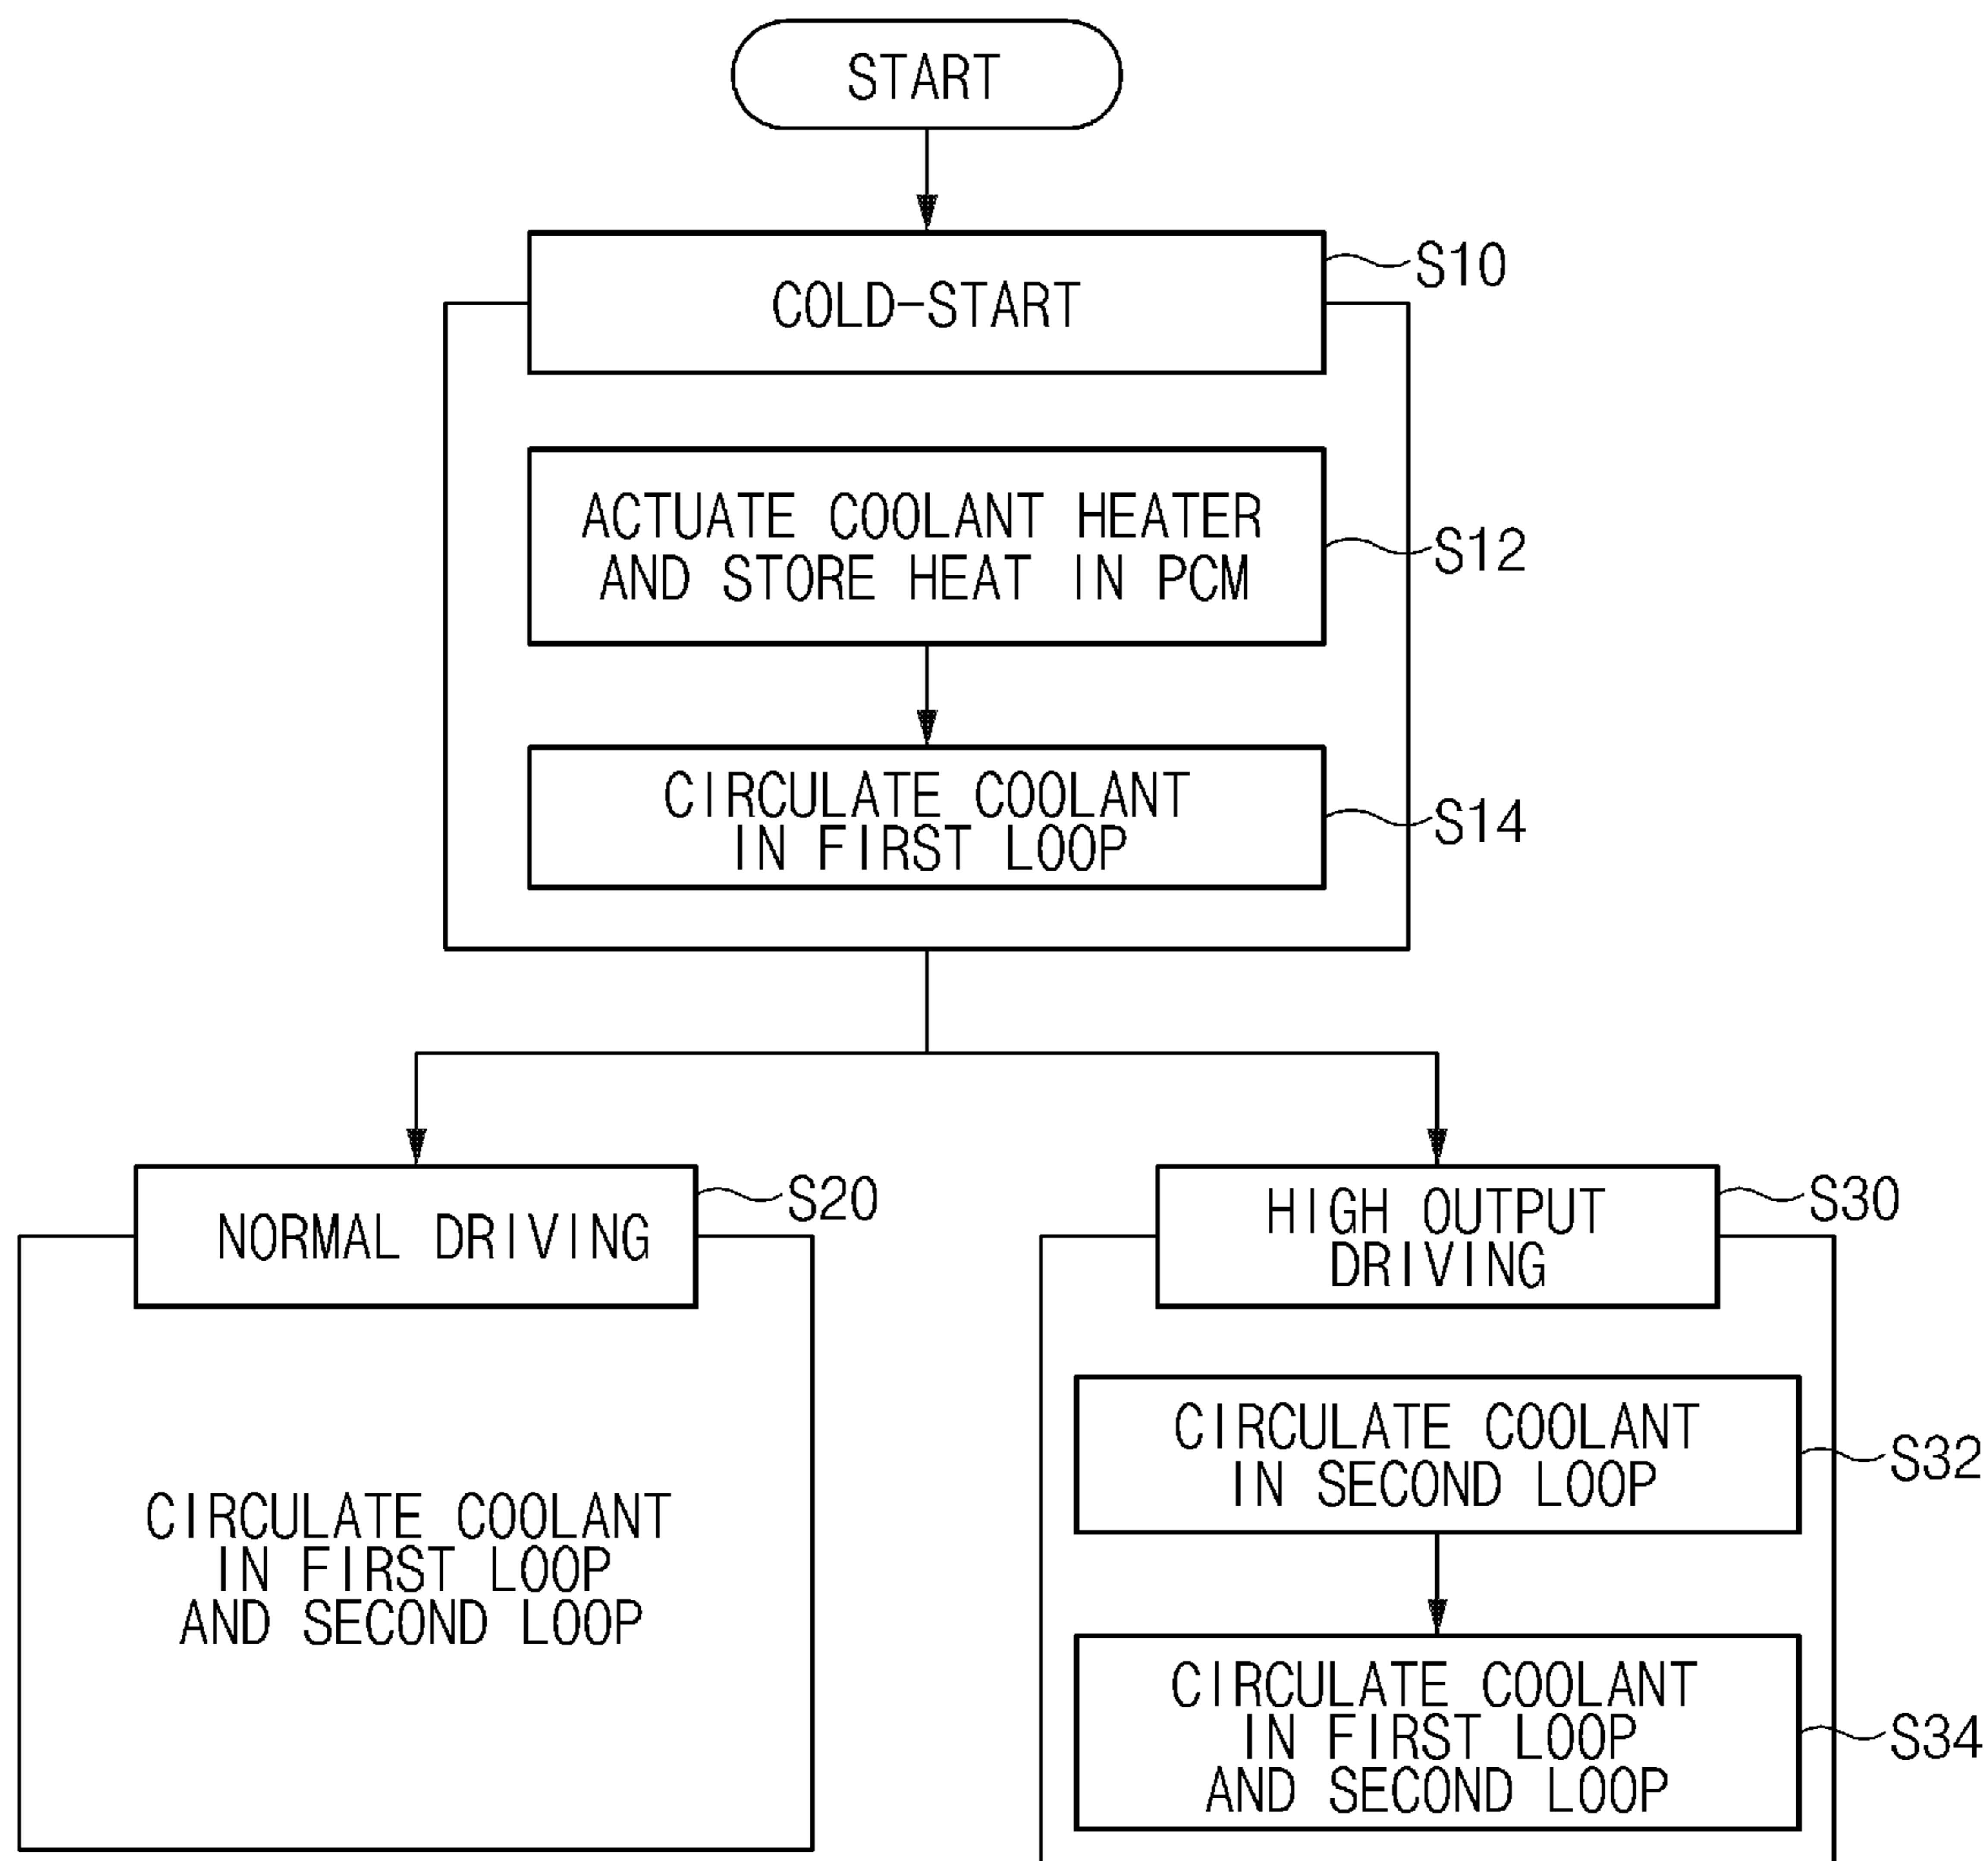 START
COLD-START
S10
ACTUATE COOLANT HEATER
AND STORE HEAT IN PCM
S12
CIRCULATE COOLANT
IN FIRST LOOP
S14
NORMAL DRIVING
S20
CIRCULATE COOLANT
IN FIRST LOOP
AND SECOND LOOP
HIGH OUTPUT
DRIVING
S30
CIRCULATE COOLANT
IN SECOND LOOP
S32
CIRCULATE COOLANT
IN FIRST LOOP
AND SECOND LOOP
S34